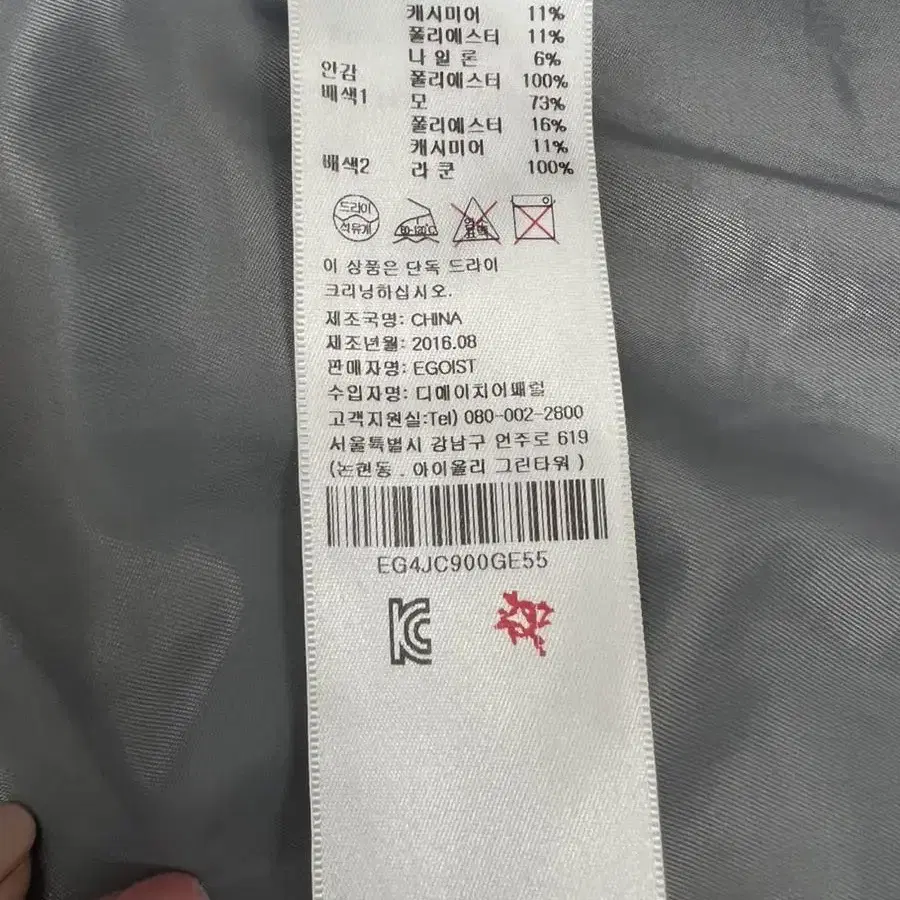 캐시미어 11%
폴리에스터 11%
나일론 6%
안감 폴리에스터 100%
배색1 모 73%
폴리에스터 16%
캐시미어 11%
배색2 라쿤 100%
드라이
석유계
80-120°C
이 상품은 단독 드라이
크리닝하십시오.
제조국명: CHINA
제조년월: 2016.08
판매자명: EGOIST
수입자명: 디에이치어패럴
고객지원실:Tel) 080-002-2800
서울특별시 강남구 언주로 619
(논현동 . 아이올리 그린타워 )
EG4JC900GE55